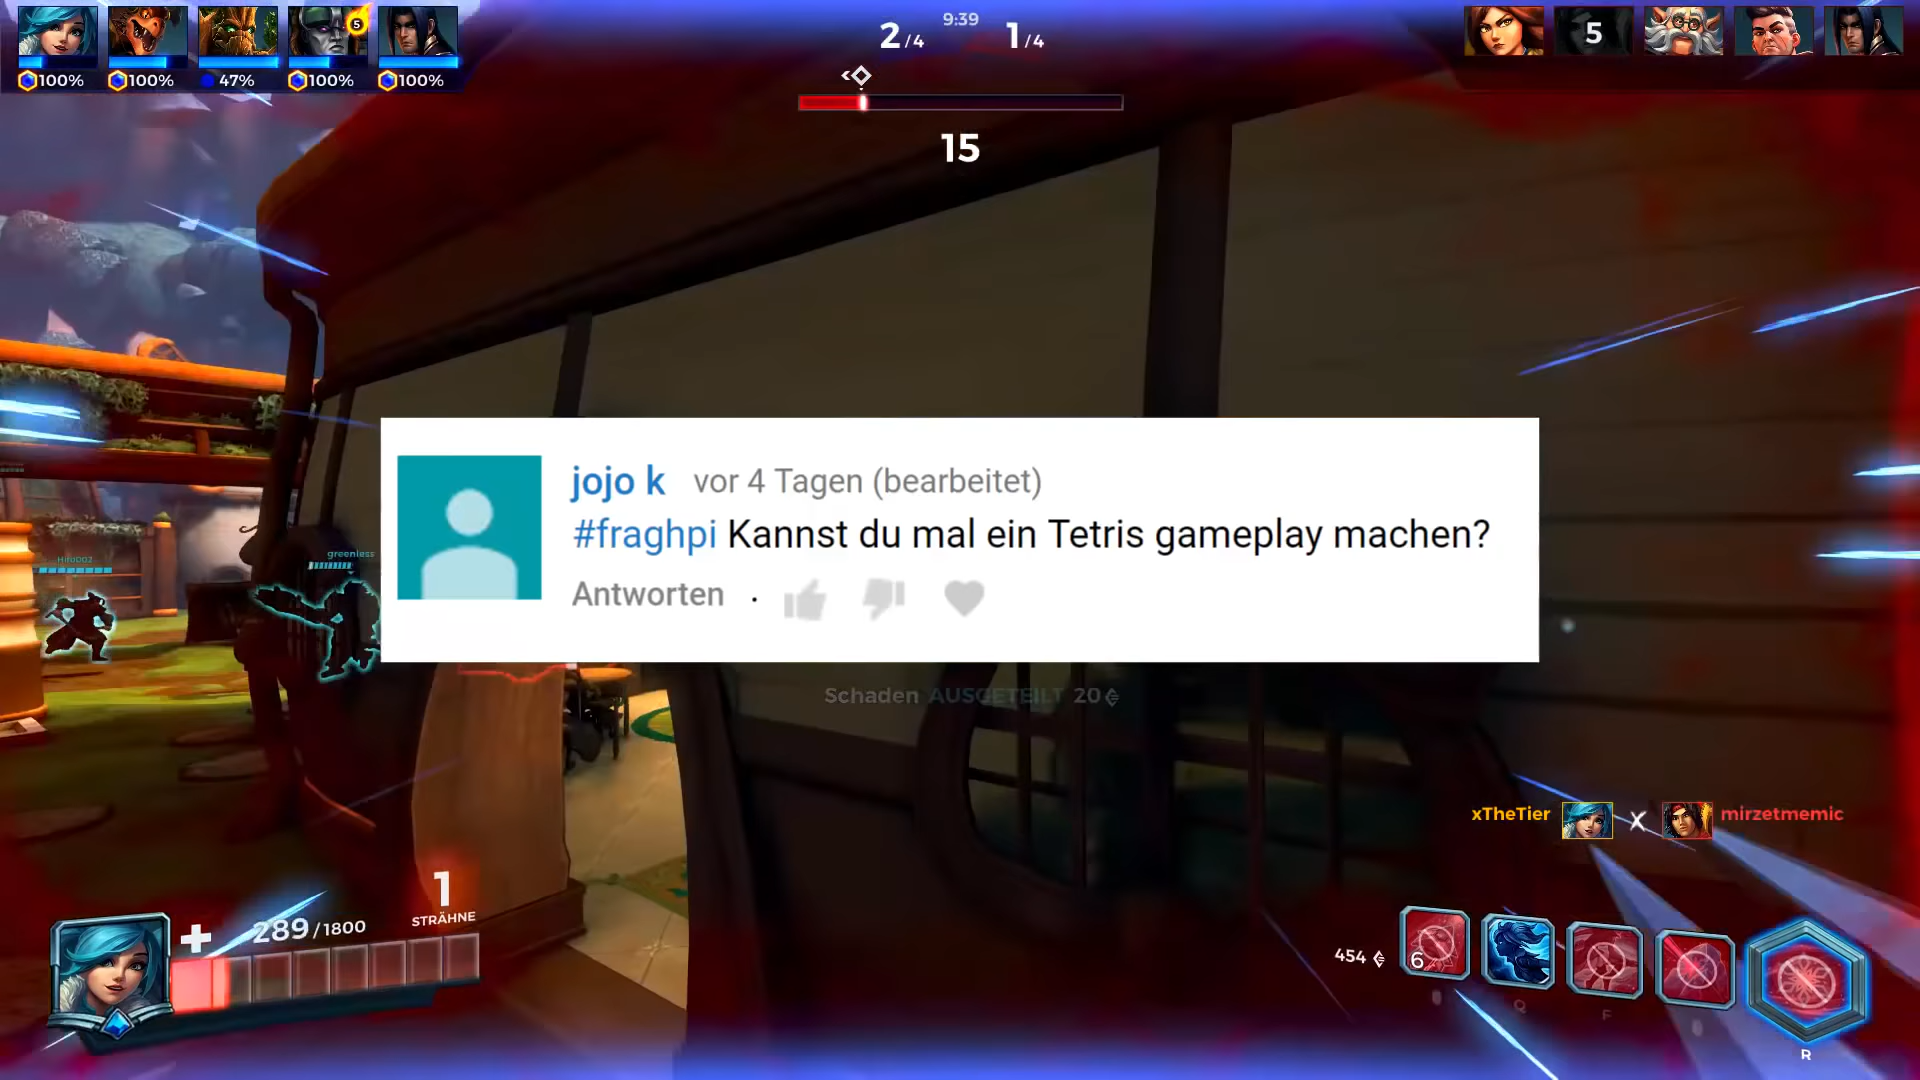 5
100% 100% 47% 100% 100%
2/4 9:39 1/4
5
15
jojo k vor 4 Tagen (bearbeitet)
#fraghpi Kannst du mal ein Tetris gameplay machen?
Antworten ·
greenless
Schaden AUSGETEILT 20
xTheTier X mirzetmemic
1
STRÄHNE
289/1800
454
6
Q F
R